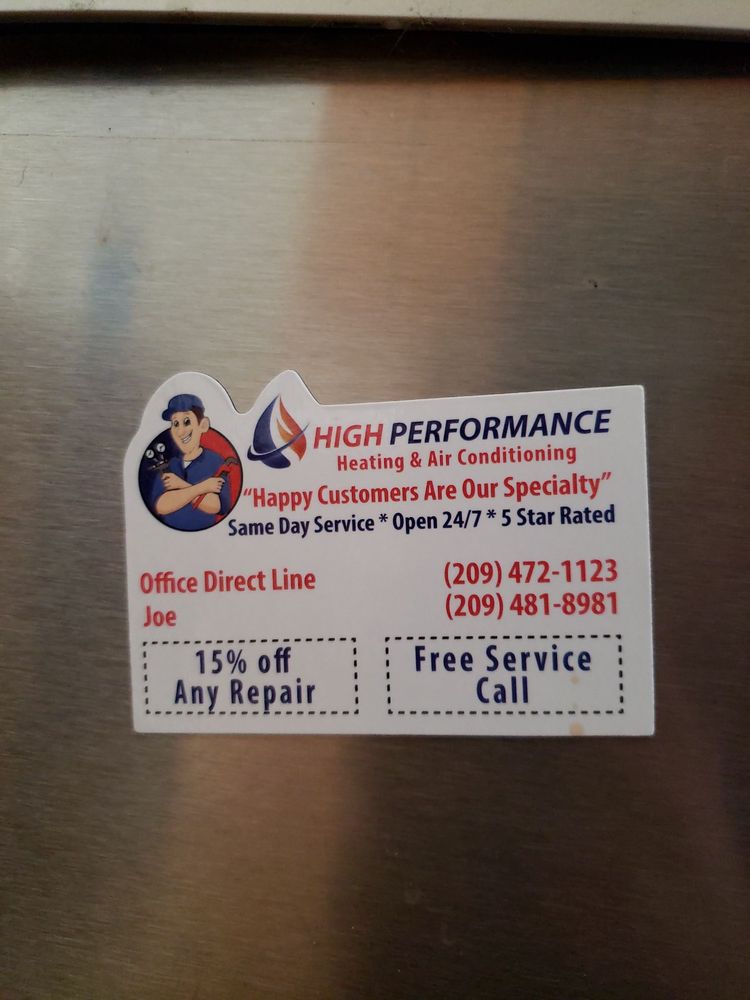 HIGH PERFORMANCE
Heating & Air Conditioning
"Happy Customers Are Our Specialty"
Same Day Service * Open 24/7 * 5 Star Rated
Office Direct Line (209) 472-1123
Joe (209) 481-8981
15% off
Any Repair
Free Service
Call